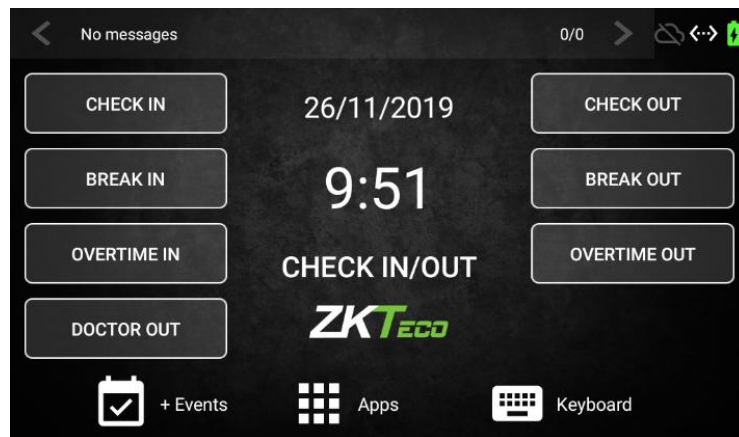 No messages 0/0
CHECK IN 26/11/2019 CHECK OUT
BREAK IN 9:51 BREAK OUT
OVERTIME IN CHECK IN/OUT OVERTIME OUT
DOCTOR OUT ZKTECO
+ Events Apps Keyboard